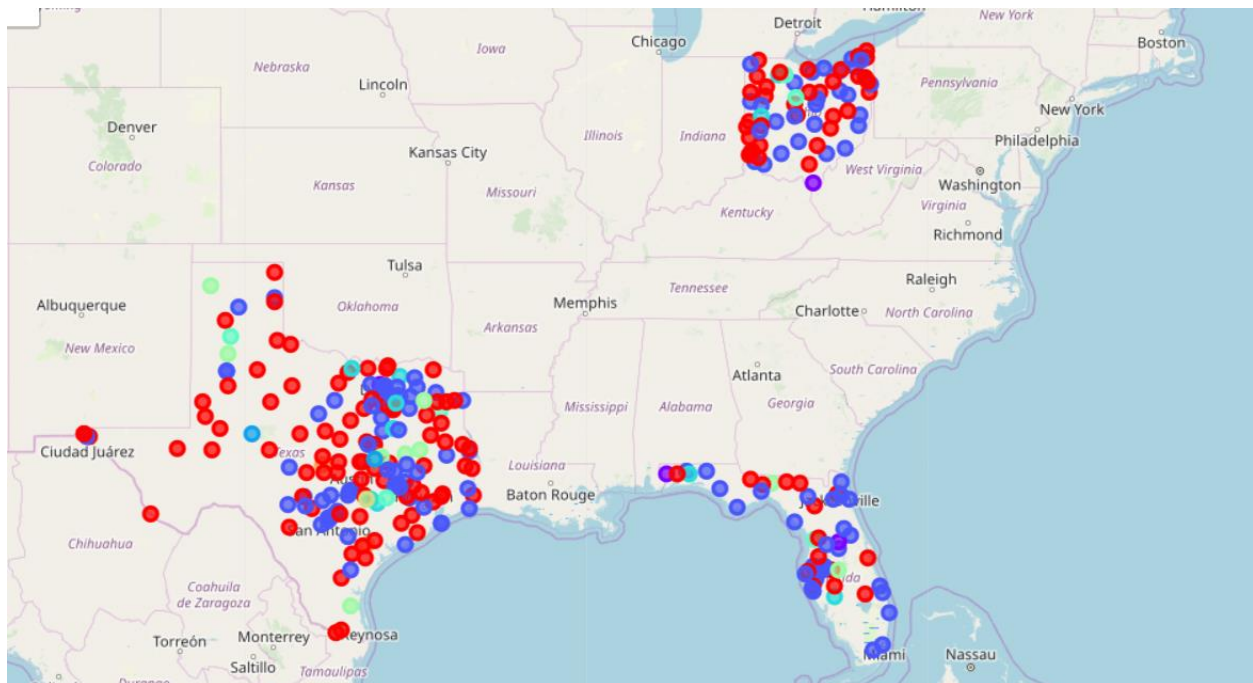 New York
Detroit
Boston
Chicago
Iowa
Nebraska
Lincoln
Pennsylvania
New York
Denver
Illinois
Indiana
Philadelphia
Colorado
Kansas City
West Virginia
Washington
Kansas
Missouri
Kentucky
Virginia
Richmond
Tulsa
Raleigh
Albuquerque
Oklahoma
Memphis
Tennessee
Charlotte
North Carolina
Arkansas
New Mexico
Atlanta
South Carolina
Mississippi
Alabama
Georgia
Ciudad Juárez
Texas
Louisiana
Baton Rouge
San Antonio
Chihuahua
Coahuila
de Zaragoza
Torreón
Monterrey
Reynosa
Saltillo
Miami
Nassau
Tamaulipas